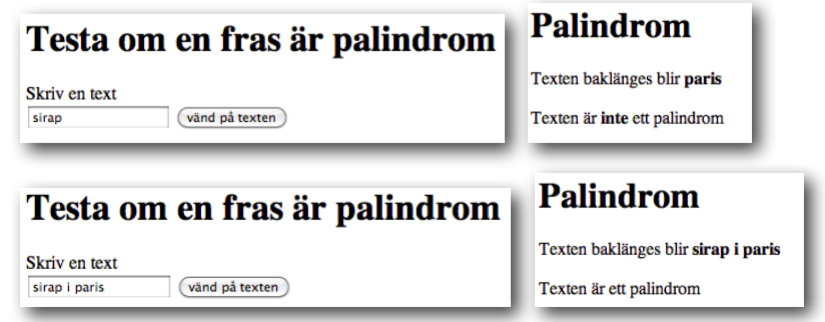 Testa om en fras är palindrom
Skriv en text
sirap
vänd på texten
Palindrom
Texten baklänges blir paris
Texten är inte ett palindrom
Testa om en fras är palindrom
Skriv en text
sirap i paris
vänd på texten
Palindrom
Texten baklänges blir sirap i paris
Texten är ett palindrom